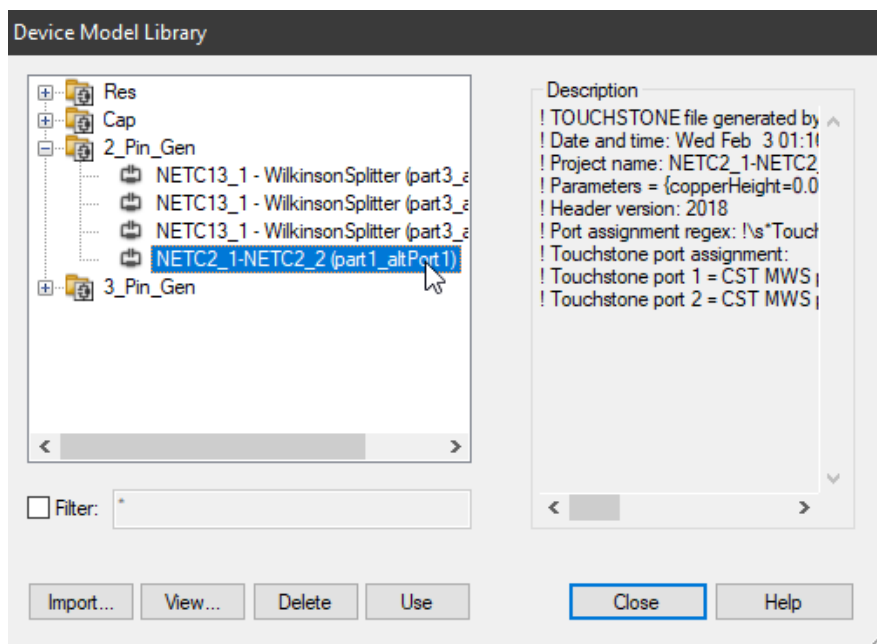 Device Model Library
Res
Cap
2_Pin_Gen
NETC13_1 - WilkinsonSplitter (part3_a
NETC13_1 - WilkinsonSplitter (part3_a
NETC13_1 - WilkinsonSplitter (part3_a
NETC2_1-NETC2_2 (part1_altPort1)
3_Pin_Gen
Filter:
*
Description
! TOUCHSTONE file generated by
! Date and time: Wed Feb  3 01:1
! Project name: NETC2_1-NETC2_
! Parameters = {copperHeight=0.0
! Header version: 2018
! Port assignment regex: !\s*Touch
! Touchstone port assignment:
! Touchstone port 1 = CST MWS
! Touchstone port 2 = CST MWS
Import...
View...
Delete
Use
Close
Help